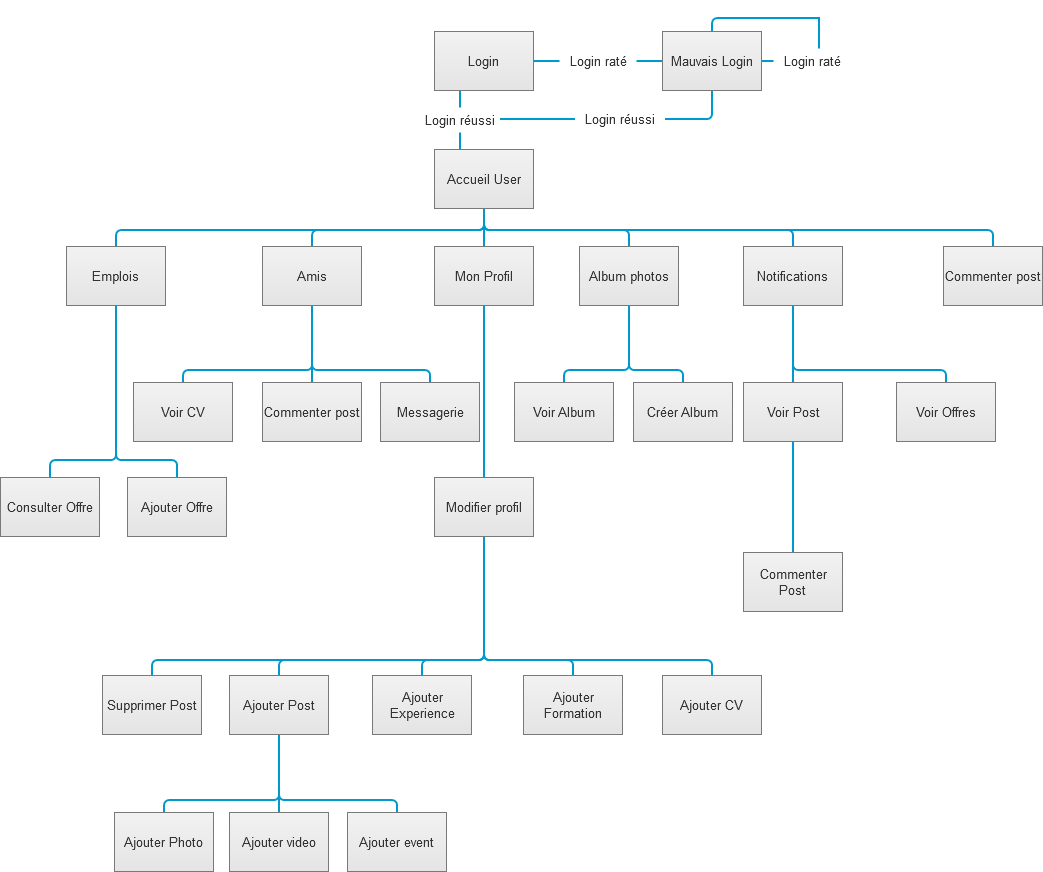 Login
Login raté
Mauvais Login
Login raté
Login réussi
Login réussi
Accueil User
Emplois
Amis
Mon Profil
Album photos
Notifications
Commenter post
Voir CV
Commenter post
Messagerie
Voir Album
Créer Album
Voir Post
Voir Offres
Consulter Offre
Ajouter Offre
Modifier profil
Commenter
Post
Supprimer Post
Ajouter Post
Ajouter
Experience
Ajouter
Formation
Ajouter CV
Ajouter Photo
Ajouter video
Ajouter event